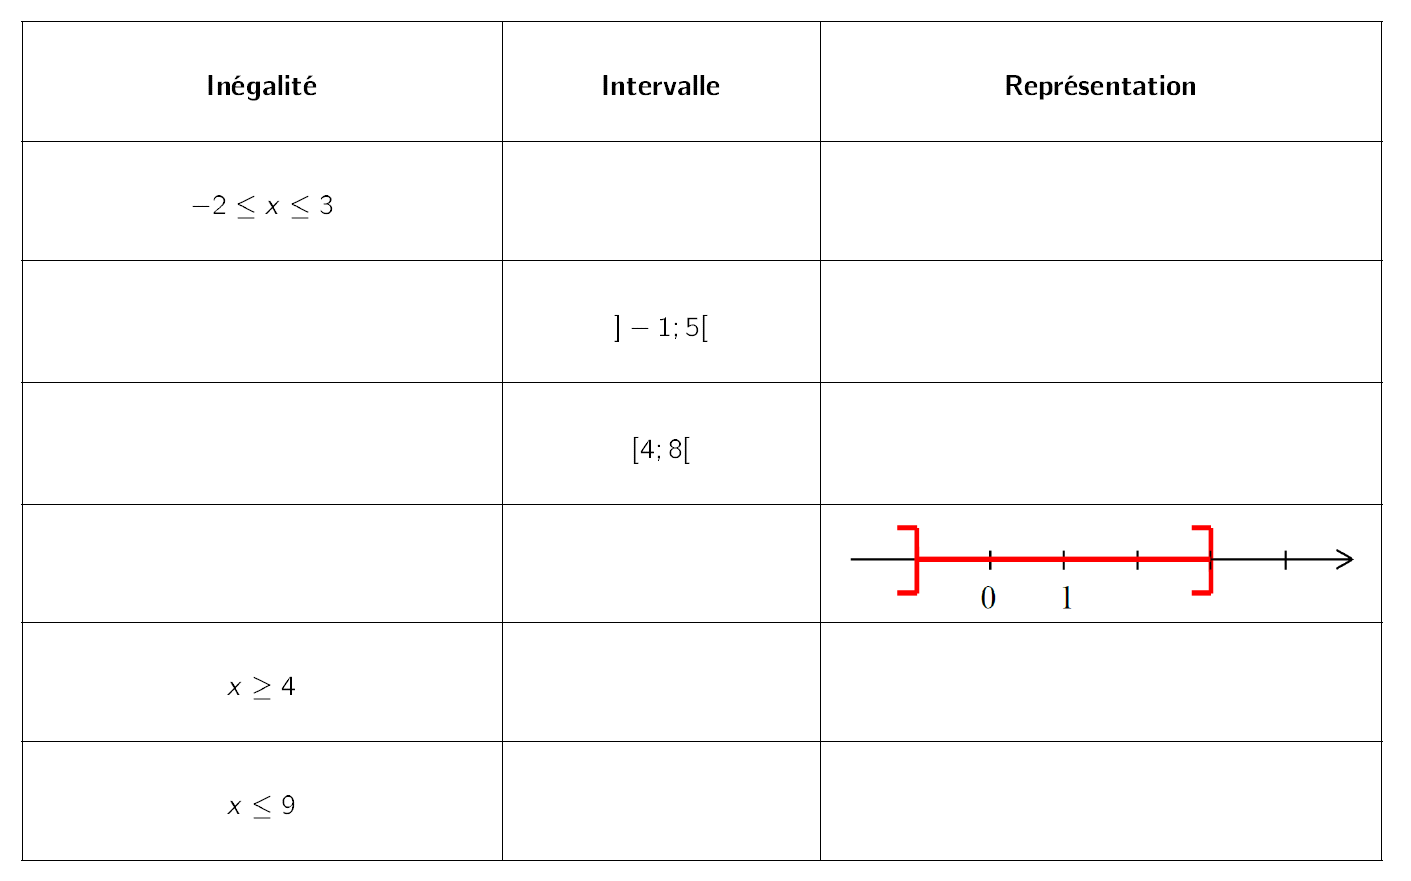 Inégalité Intervalle Représentation
−2 ≤ x ≤ 3
] − 1; 5[
[4; 8[
0 1
x ≥ 4
x ≤ 9